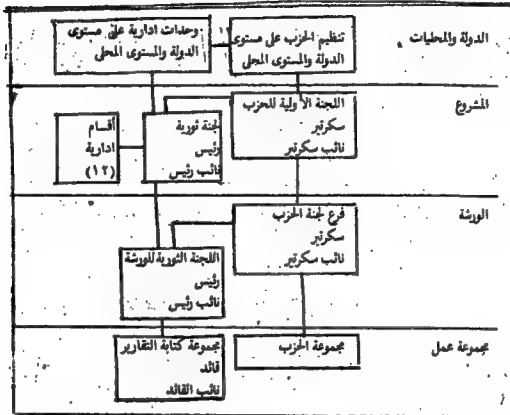 الدولة والمحليات
تنظيم الحزب على مستوى
الدولة والمستوى المحلى
وحدات ادارية على مستوى
الدولة والمستوى المحلى
المشروع
اللجنة الأولية للحزب
سكرتير
نائب سكرتير
لجنة ثورية
رئيس
نائب رئيس
أقسام
ادارية
(١٢)
الورشة
فرع لجنة الحزب
سكرتير
نائب سكرتير
اللجنة الثورية للورشة
رئيس
نائب رئيس
مجموعة عمل
مجموعة الحزب
مجموعة كتابة التقارير
قائد
نائب القائد